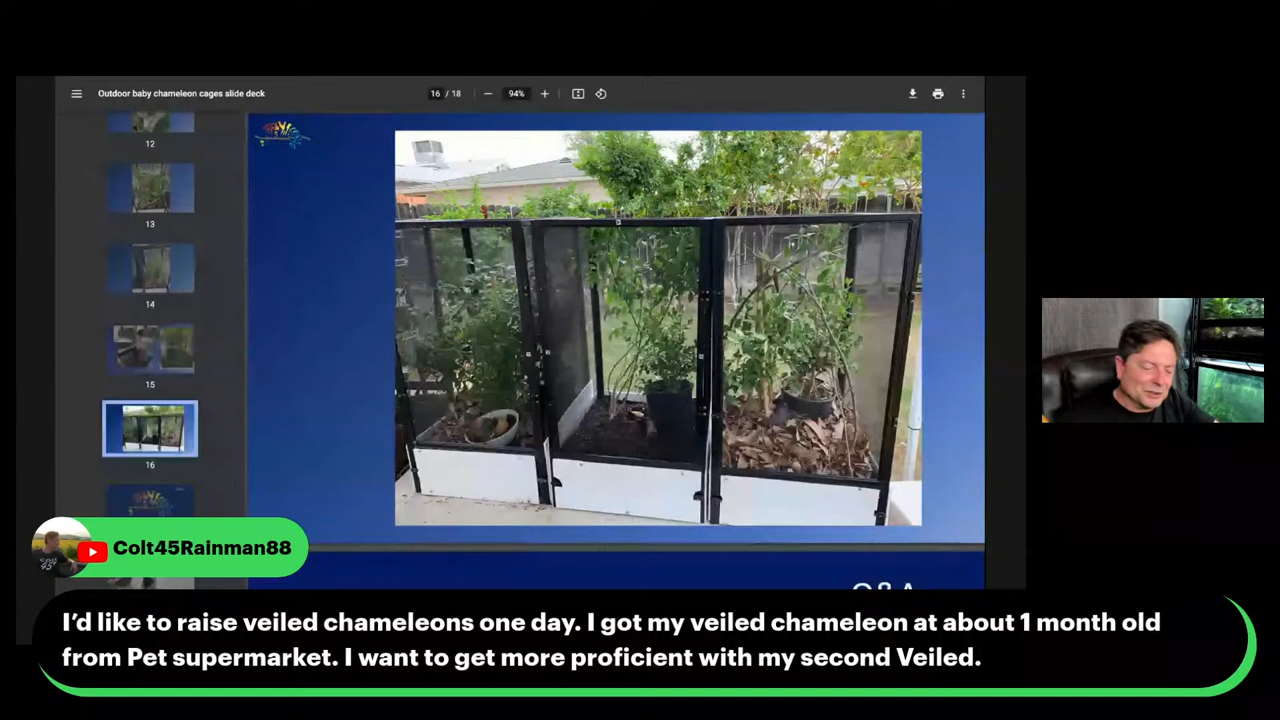 Outdoor baby chameleon cages slide deck
16 / 18
94%
12
13
14
15
16
Q&A
Colt45Rainman88
I'd like to raise veiled chameleons one day. I got my veiled chameleon at about 1 month old
from Pet supermarket. I want to get more proficient with my second Veiled.